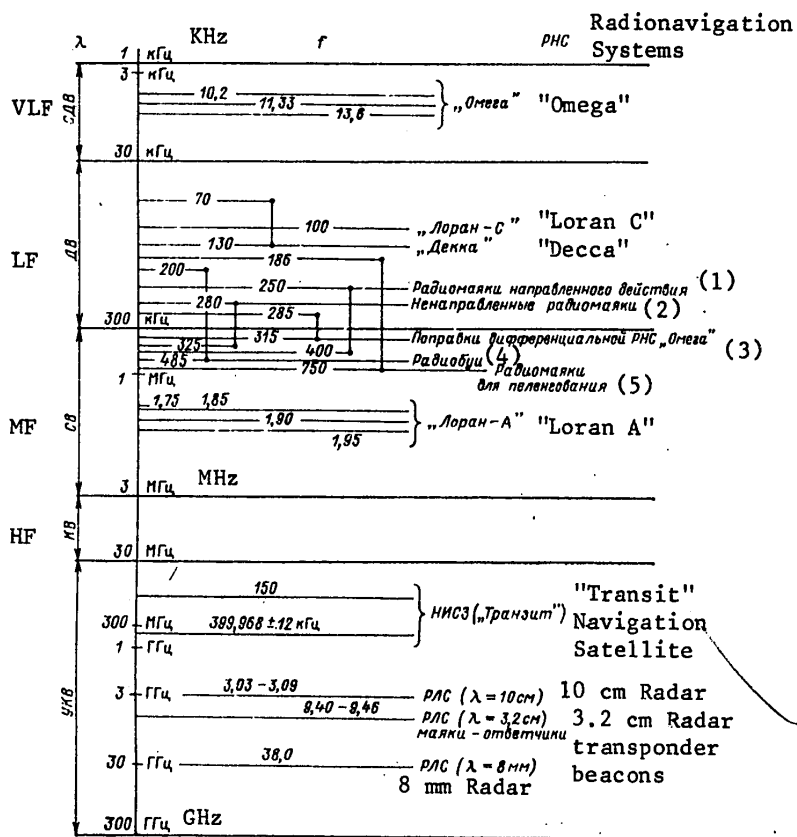 λ KHz f РНС Radionavigation
Systems
1 кГц
3 кГц
VLF СДВ
10,2
11,33
13,6
„Омега" "Omega"
30 кГц
70
100 „Лоран-С" "Loran C"
130 „Декка" "Decca"
LF ДВ
186
200
250 Радиомаяки направленного действия (1)
280 Ненаправленные радиомаяки (2)
285
300 кГц
315 Поправки дифференциальной РНС „Омега" (3)
325
400
485 Радиобуи (4)
750 Радиомаяки
для пеленгования (5)
1 МГц
1,75 1,85
MF СВ
1,90 „Лоран-А" "Loran A"
1,95
3 МГц MHz
HF КВ
30 МГц
150
НИСЗ („Транзит") "Transit"
Navigation
Satellite
300 МГц 399,968 ±12 кГц
1 ГГц
УКВ
3 ГГц 3,03-3,09 РЛС (λ = 10см) 10 cm Radar
9,40-9,46 РЛС (λ = 3,2см) 3.2 cm Radar
маяки-ответчики transponder
beacons
30 ГГц 38,0 РЛС (λ = 8мм)
8 mm Radar
300 ГГц GHz